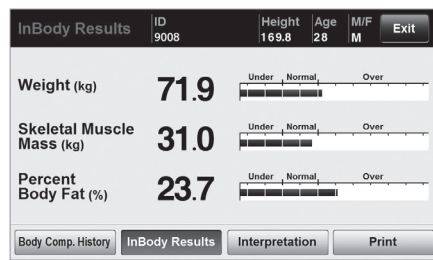 InBody Results ID 9008 Height 169.8 Age 28 M/F M Exit
Weight (kg) 71.9 Under Normal Over
Skeletal Muscle Mass (kg) 31.0 Under Normal Over
Percent Body Fat (%) 23.7 Under Normal Over
Body Comp. History InBody Results Interpretation Print